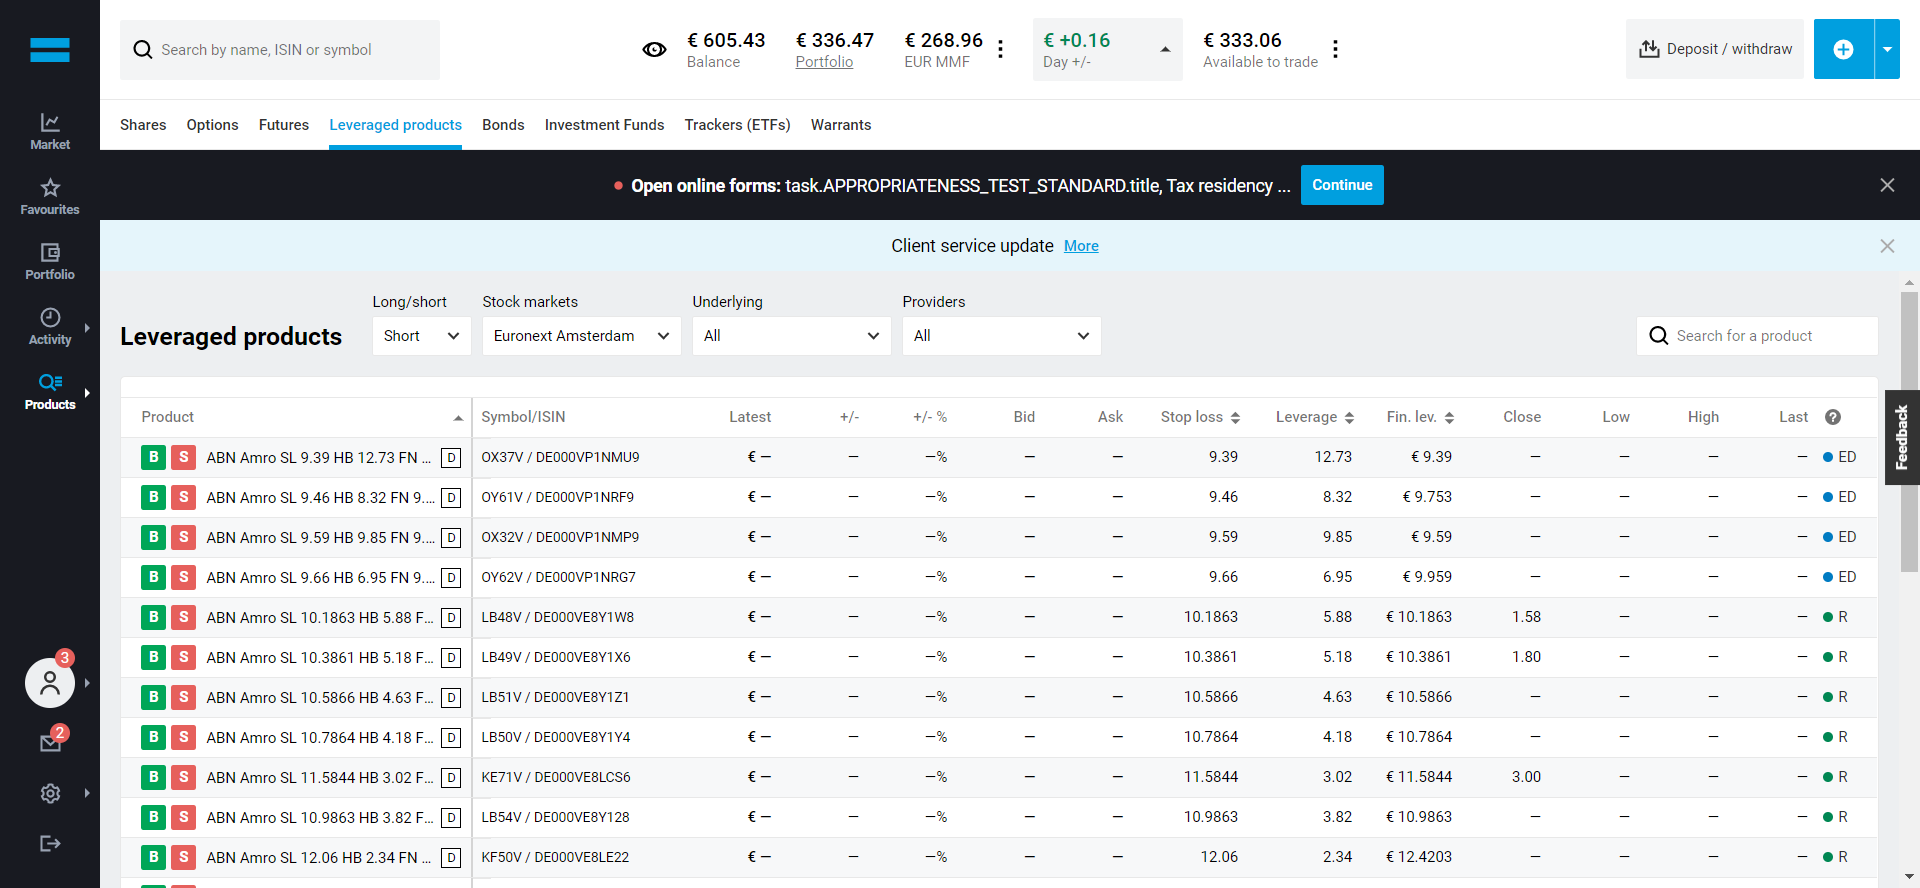 Search by name, ISIN or symbol
€ 605.43
Balance
€ 336.47
Portfolio
€ 268.96
EUR MMF
€ +0.16
Day +/-
€ 333.06
Available to trade
Deposit / withdraw
Market
Favourites
Portfolio
Activity
Products
3
2
Shares Options Futures Leveraged products Bonds Investment Funds Trackers (ETFs) Warrants
Open online forms: task.APPROPRIATENESS_TEST_STANDARD.title, Tax residency ... Continue
Client service update More
Leveraged products
Long/short
Short
Stock markets
Euronext Amsterdam
Underlying
All
Providers
All
Search for a product
Feedback
Product Symbol/ISIN Latest +/- +/- % Bid Ask Stop loss Leverage Fin. lev. Close Low High Last ?
B S ABN Amro SL 9.39 HB 12.73 FN ... D OX37V / DE000VP1NMU9 € — — —% — — 9.39 12.73 € 9.39 — — — — ED
B S ABN Amro SL 9.46 HB 8.32 FN 9.... D OY61V / DE000VP1NRF9 € — — —% — — 9.46 8.32 € 9.753 — — — — ED
B S ABN Amro SL 9.59 HB 9.85 FN 9.... D OX32V / DE000VP1NMP9 € — — —% — — 9.59 9.85 € 9.59 — — — — ED
B S ABN Amro SL 9.66 HB 6.95 FN 9.... D OY62V / DE000VP1NRG7 € — — —% — — 9.66 6.95 € 9.959 — — — — ED
B S ABN Amro SL 10.1863 HB 5.88 F... D LB48V / DE000VE8Y1W8 € — — —% — — 10.1863 5.88 € 10.1863 1.58 — — — R
B S ABN Amro SL 10.3861 HB 5.18 F... D LB49V / DE000VE8Y1X6 € — — —% — — 10.3861 5.18 € 10.3861 1.80 — — — R
B S ABN Amro SL 10.5866 HB 4.63 F... D LB51V / DE000VE8Y1Z1 € — — —% — — 10.5866 4.63 € 10.5866 — — — — R
B S ABN Amro SL 10.7864 HB 4.18 F... D LB50V / DE000VE8Y1Y4 € — — —% — — 10.7864 4.18 € 10.7864 — — — — R
B S ABN Amro SL 11.5844 HB 3.02 F... D KE71V / DE000VE8LCS6 € — — —% — — 11.5844 3.02 € 11.5844 3.00 — — — R
B S ABN Amro SL 10.9863 HB 3.82 F... D LB54V / DE000VE8Y128 € — — —% — — 10.9863 3.82 € 10.9863 — — — — R
B S ABN Amro SL 12.06 HB 2.34 FN ... D KF50V / DE000VE8LE22 € — — —% — — 12.06 2.34 € 12.4203 — — — — R